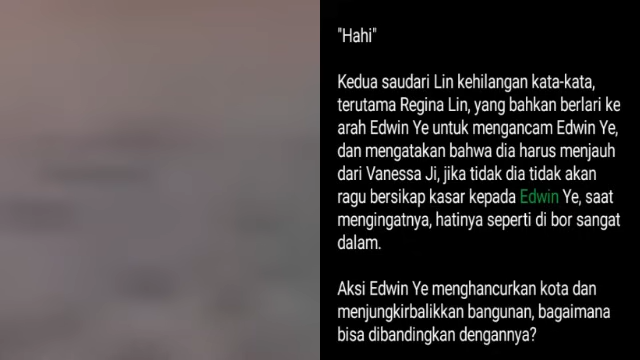 "Hahi"
Kedua saudari Lin kehilangan kata-kata,
terutama Regina Lin, yang bahkan berlari ke
arah Edwin Ye untuk mengancam Edwin Ye,
dan mengatakan bahwa dia harus menjauh
dari Vanessa Ji, jika tidak dia tidak akan
ragu bersikap kasar kepada Edwin Ye, saat
mengingatnya, hatinya seperti di bor sangat
dalam.
Aksi Edwin Ye menghancurkan kota dan
menjungkirbalikkan bangunan, bagaimana
bisa dibandingkan dengannya?